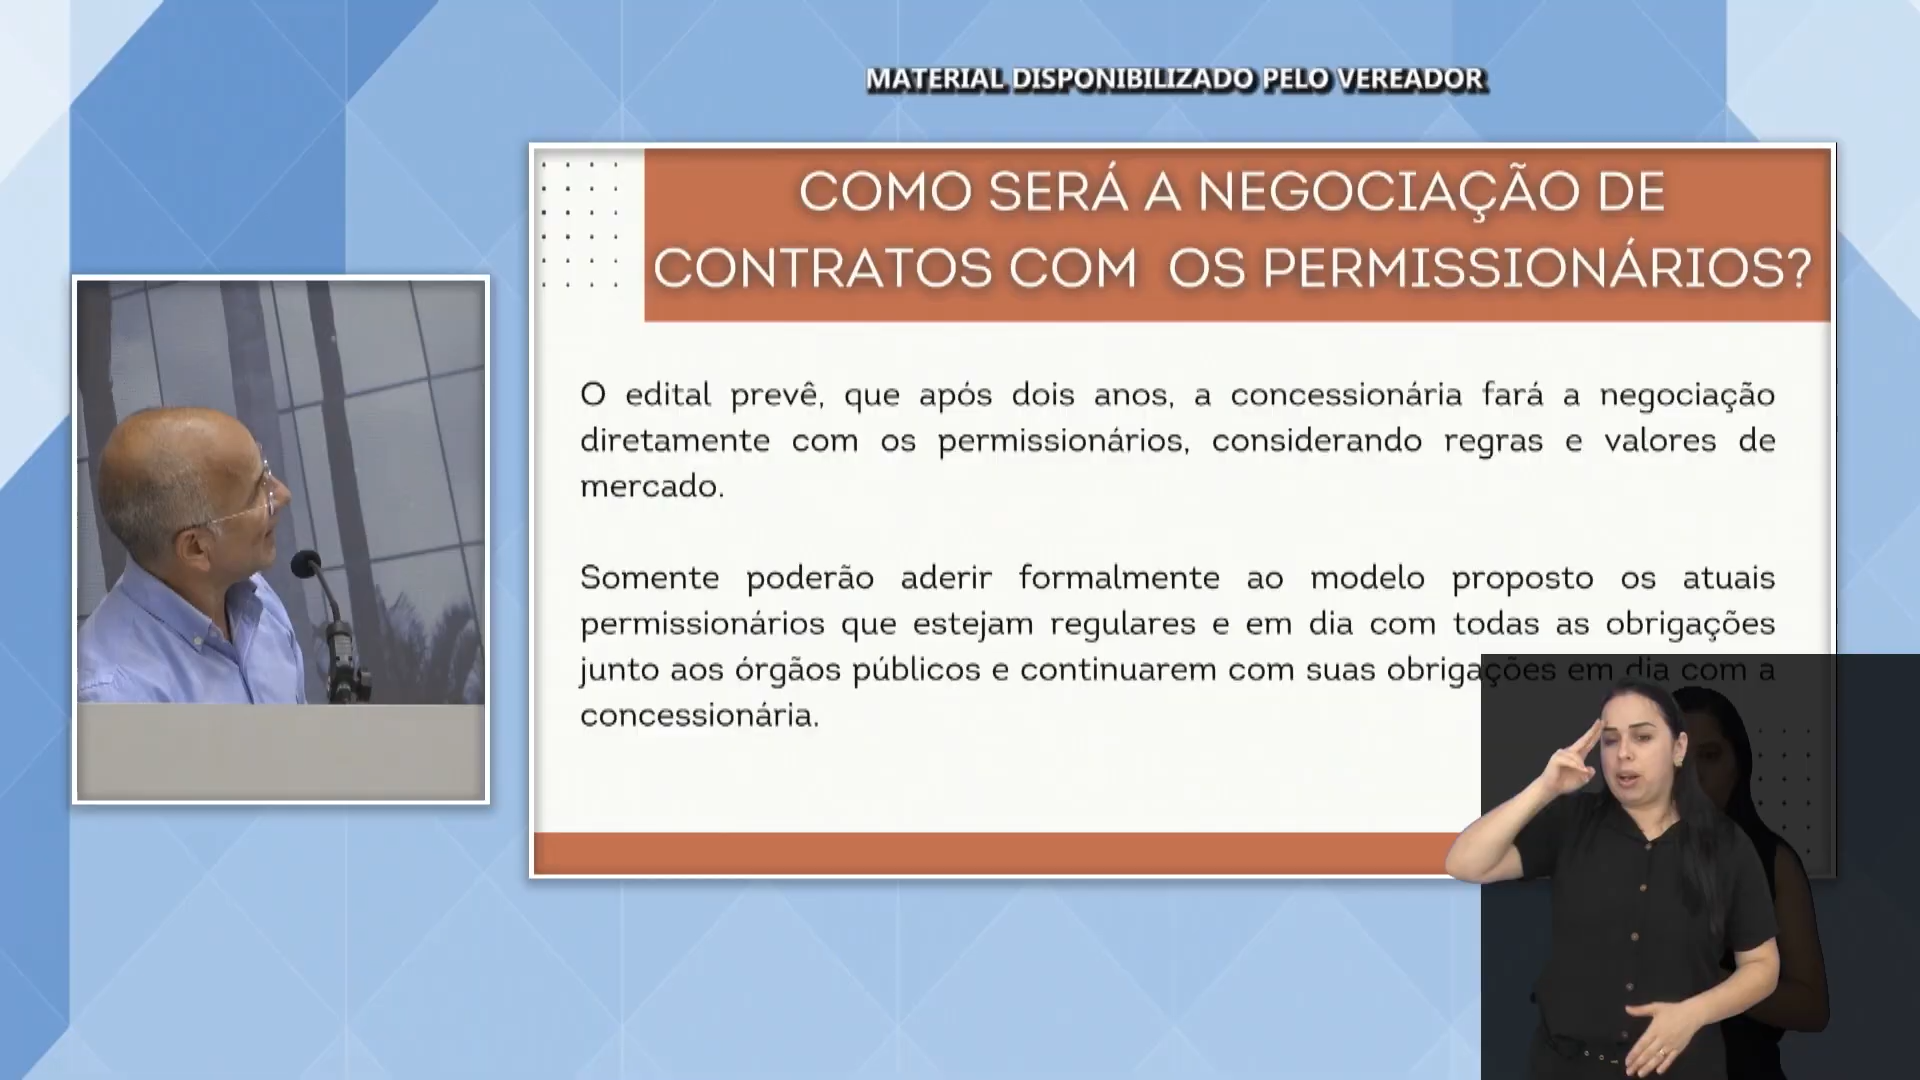 MATERIAL DISPONIBILIZADO PELO VEREADOR
COMO SERÁ A NEGOCIAÇÃO DE
CONTRATOS COM OS PERMISSIONÁRIOS?
O edital prevê, que após dois anos, a concessionária fará a negociação
diretamente com os permissionários, considerando regras e valores de
mercado.
Somente poderão aderir formalmente ao modelo proposto os atuais
permissionários que estejam regulares e em dia com todas as obrigações
junto aos órgãos públicos e continuarem com suas obrigações em dia com a
concessionária.